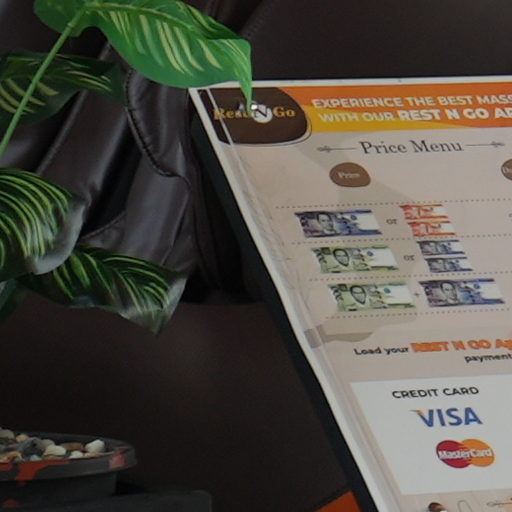 Rest N Go
EXPERIENCE THE BEST MASS
WITH OUR REST N GO AP
Price Menu
Price
or
or
+
Load your REST N GO Ap
payment
CREDIT CARD
VISA
MasterCard